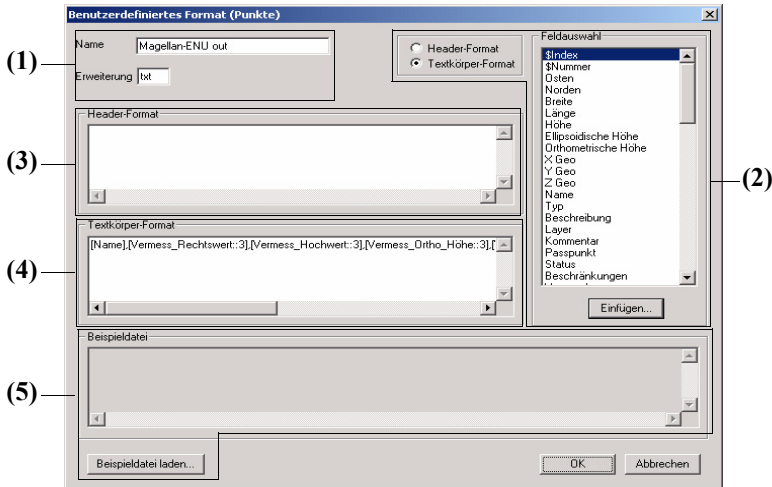 Benutzerdefiniertes Format (Punkte)
(1)
Name
Magellan-ENU out
Erweiterung
txt
Header-Format
Textkörper-Format
(2)
Feldauswahl
$Index
$Nummer
Osten
Norden
Breite
Länge
Höhe
Ellipsoidische Höhe
Orthometrische Höhe
X Geo
Y Geo
Z Geo
Name
Typ
Beschreibung
Layer
Kommentar
Passpunkt
Status
Beschränkungen
Einfügen...
(3)
Header-Format
(4)
Textkörper-Format
[Name],[Vermess_Rechtswert::3],[Vermess_Hochwert::3],[Vermess_Ortho_Höhe::3],[
(5)
Beispieldatei
Beispieldatei laden...
OK
Abbrechen